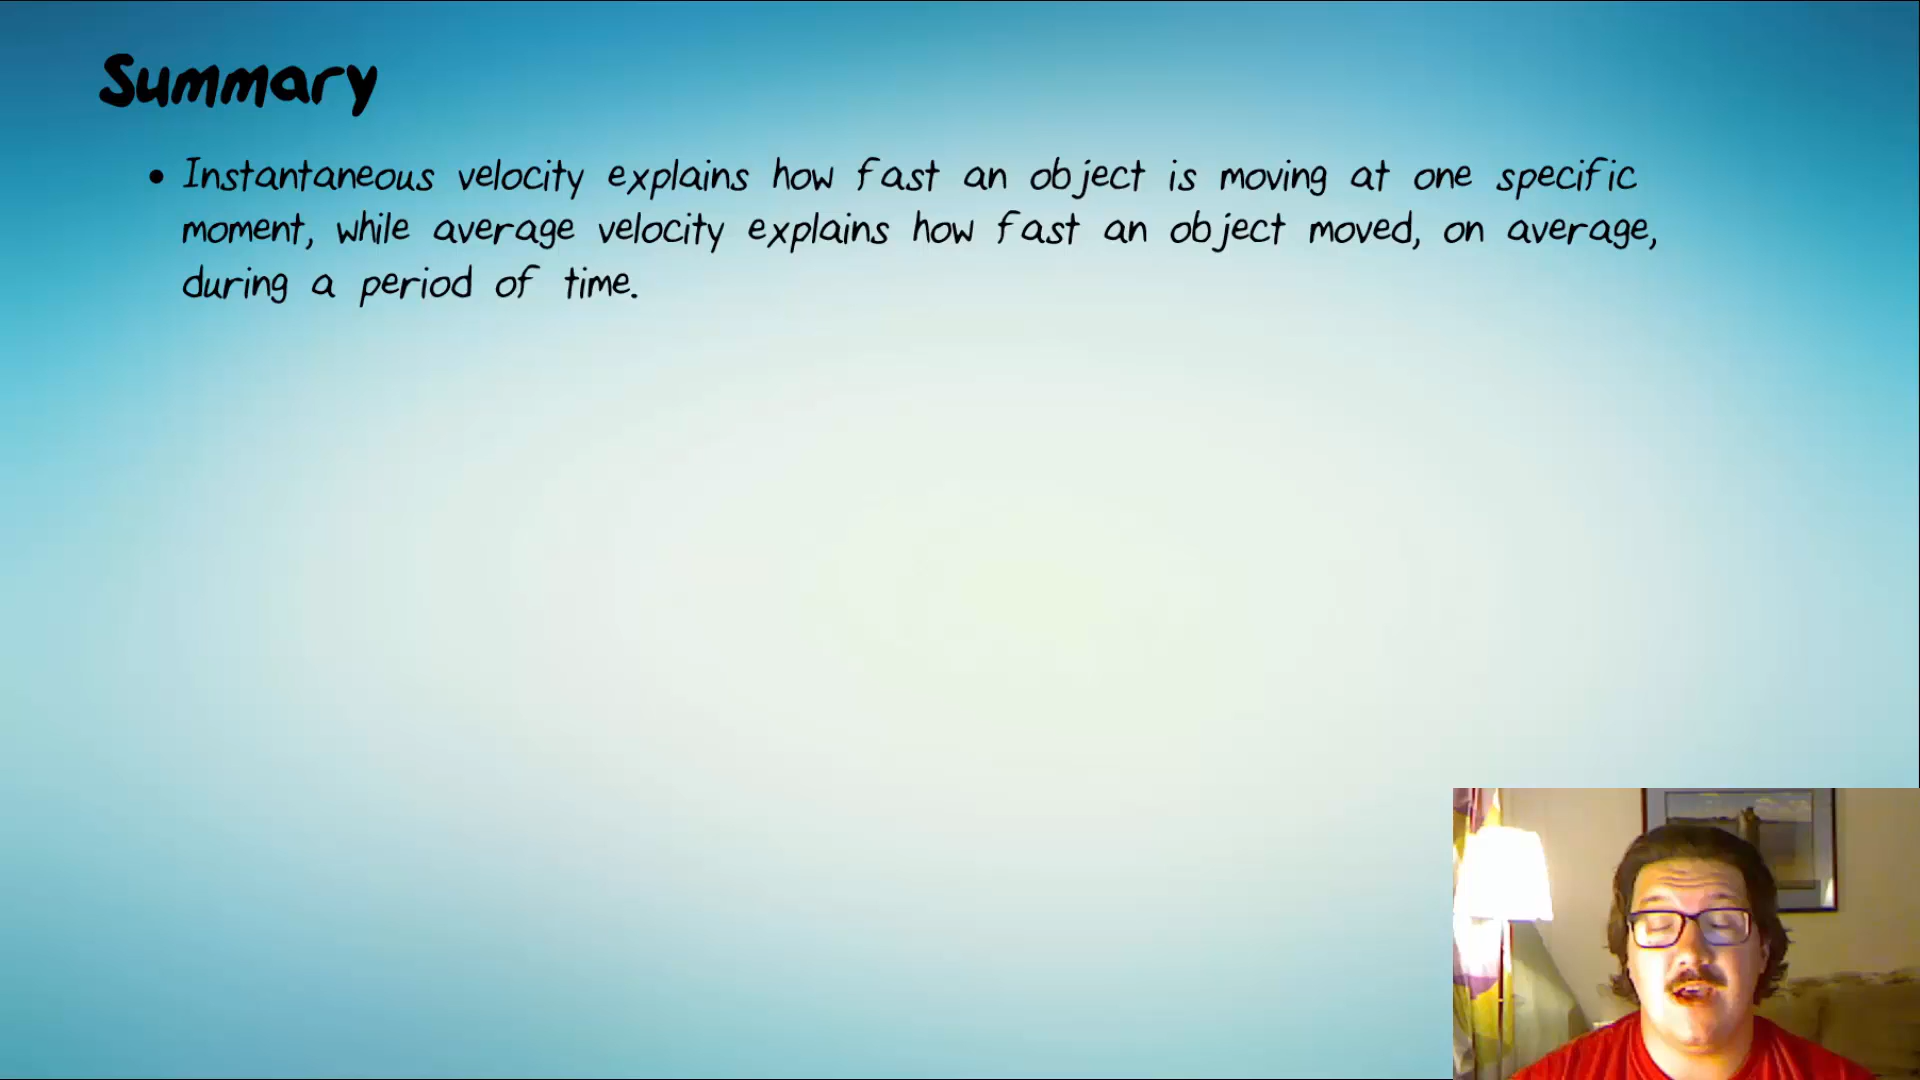 Summary
• Instantaneous velocity explains how fast an object is moving at one specific
moment, while average velocity explains how fast an object moved, on average,
during a period of time.